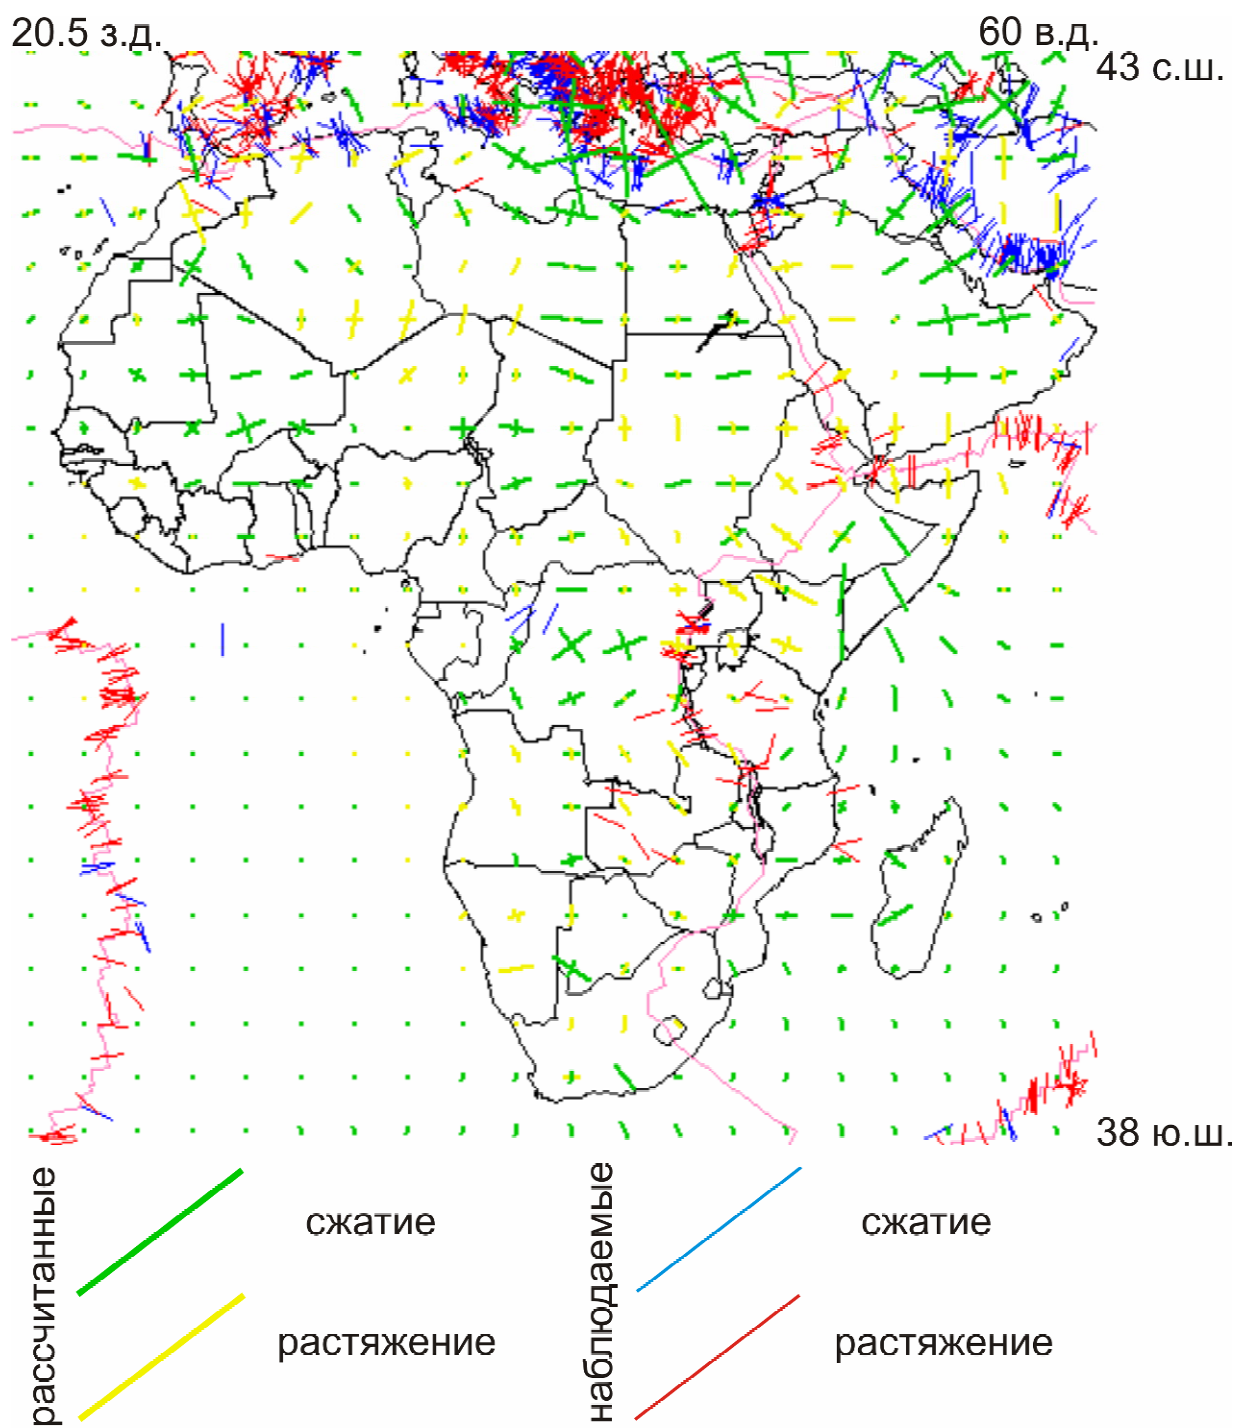 20.5 з.д.
60 в.д.
43 с.ш.
38 ю.ш.
рассчитанные
сжатие
растяжение
наблюдаемые
сжатие
растяжение